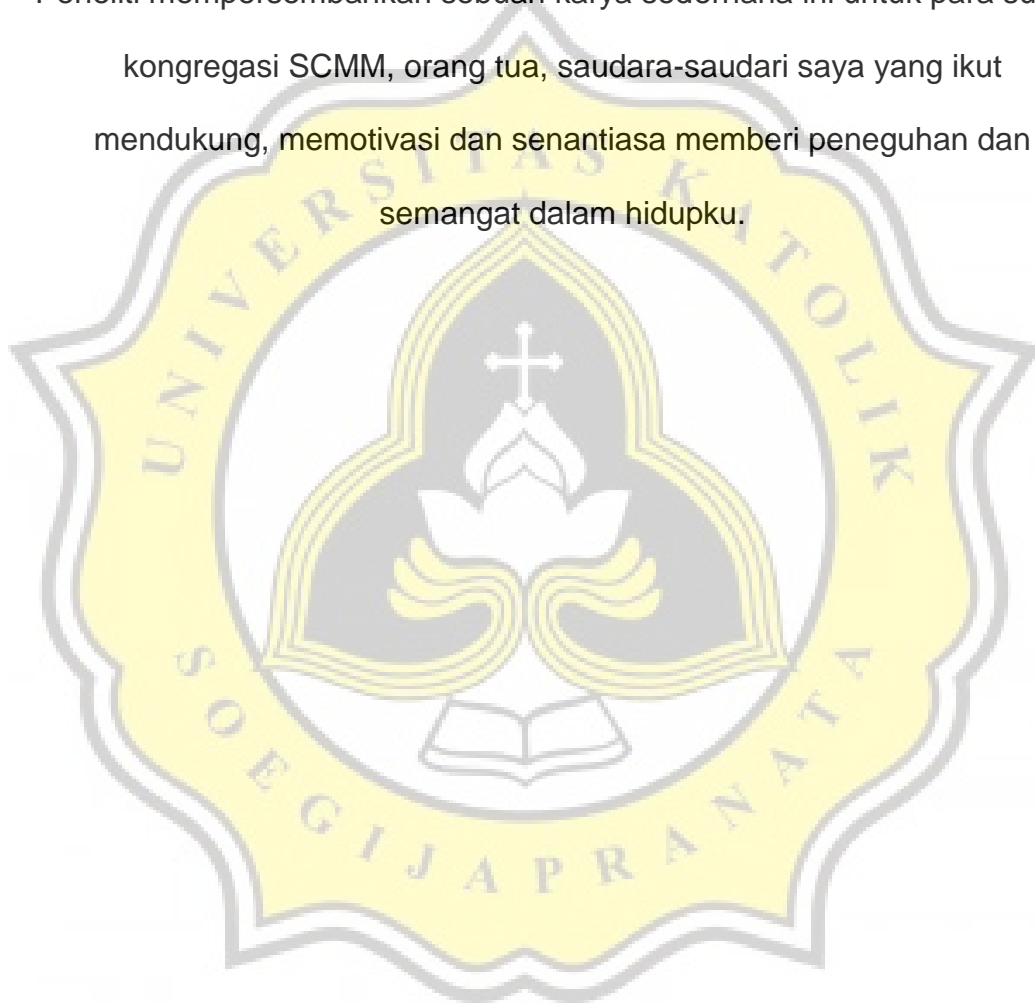 Peneliti mempersembahkan sebuah karya sederhana ini untuk para
kongregasi SCMM, orang tua, saudara-saudari saya yang ikut
mendukung, memotivasi dan senantiasa memberi peneguhan dan
semangat dalam hidupku.
UNIVERSITAS KATOLIK
SOEGIJAPRANATA